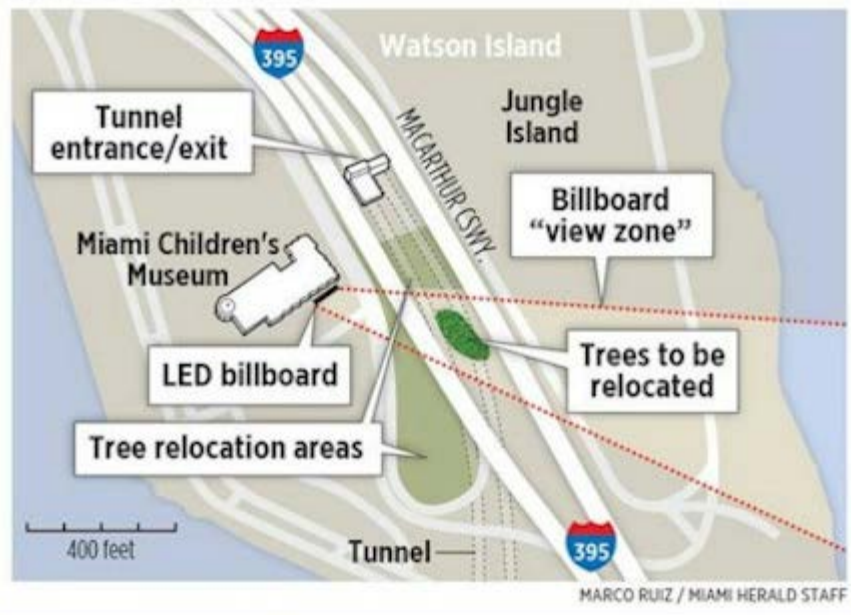 395
Watson Island
Tunnel
entrance/exit
MACARTHUR CSWY.
Jungle
Island
Billboard
“view zone”
Miami Children's
Museum
LED billboard
Trees to be
relocated
Tree relocation areas
400 feet
Tunnel
395
MARCO RUIZ / MIAMI HERALD STAFF